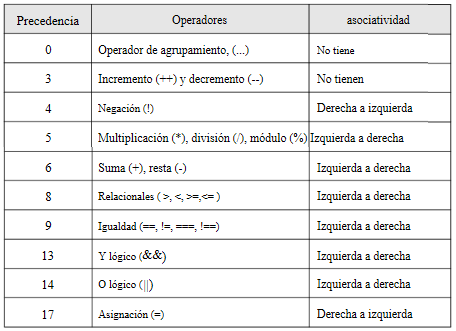 Precedencia Operadores asociatividad
0 Operador de agrupamiento, (...) No tiene
3 Incremento (++) y decremento (--) No tienen
4 Negación (!) Derecha a izquierda
5 Multiplicación (*), división (/), módulo (%) Izquierda a derecha
6 Suma (+), resta (-) Izquierda a derecha
8 Relacionales ( >, <, >=,<= ) Izquierda a derecha
9 Igualdad (==, !=, ===, !==) Izquierda a derecha
13 Y lógico (&&) Izquierda a derecha
14 O lógico (||) Izquierda a derecha
17 Asignación (=) Derecha a izquierda